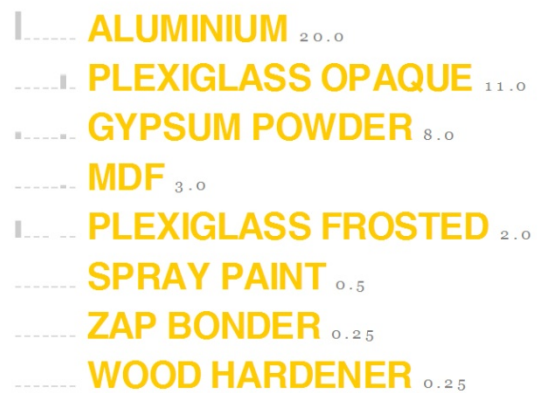 ALUMINIUM 20.0
PLEXIGLASS OPAQUE 11.0
GYPSUM POWDER 8.0
MDF 3.0
PLEXIGLASS FROSTED 2.0
SPRAY PAINT 0.5
ZAP BONDER 0.25
WOOD HARDENER 0.25